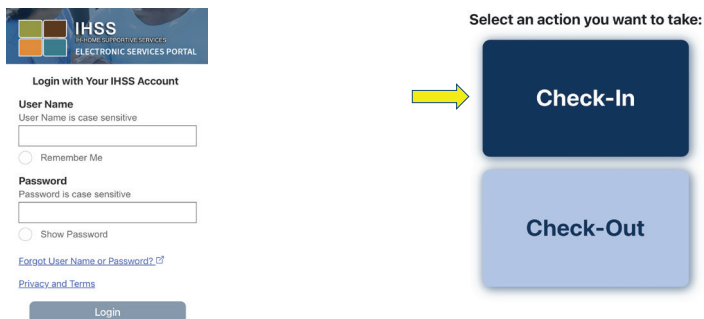 IHSS
IN-HOME SUPPORTIVE SERVICES
ELECTRONIC SERVICES PORTAL
Login with Your IHSS Account
User Name
User Name is case sensitive
Remember Me
Password
Password is case sensitive
Show Password
Forgot User Name or Password?
Privacy and Terms
Login
Select an action you want to take:
Check-In
Check-Out